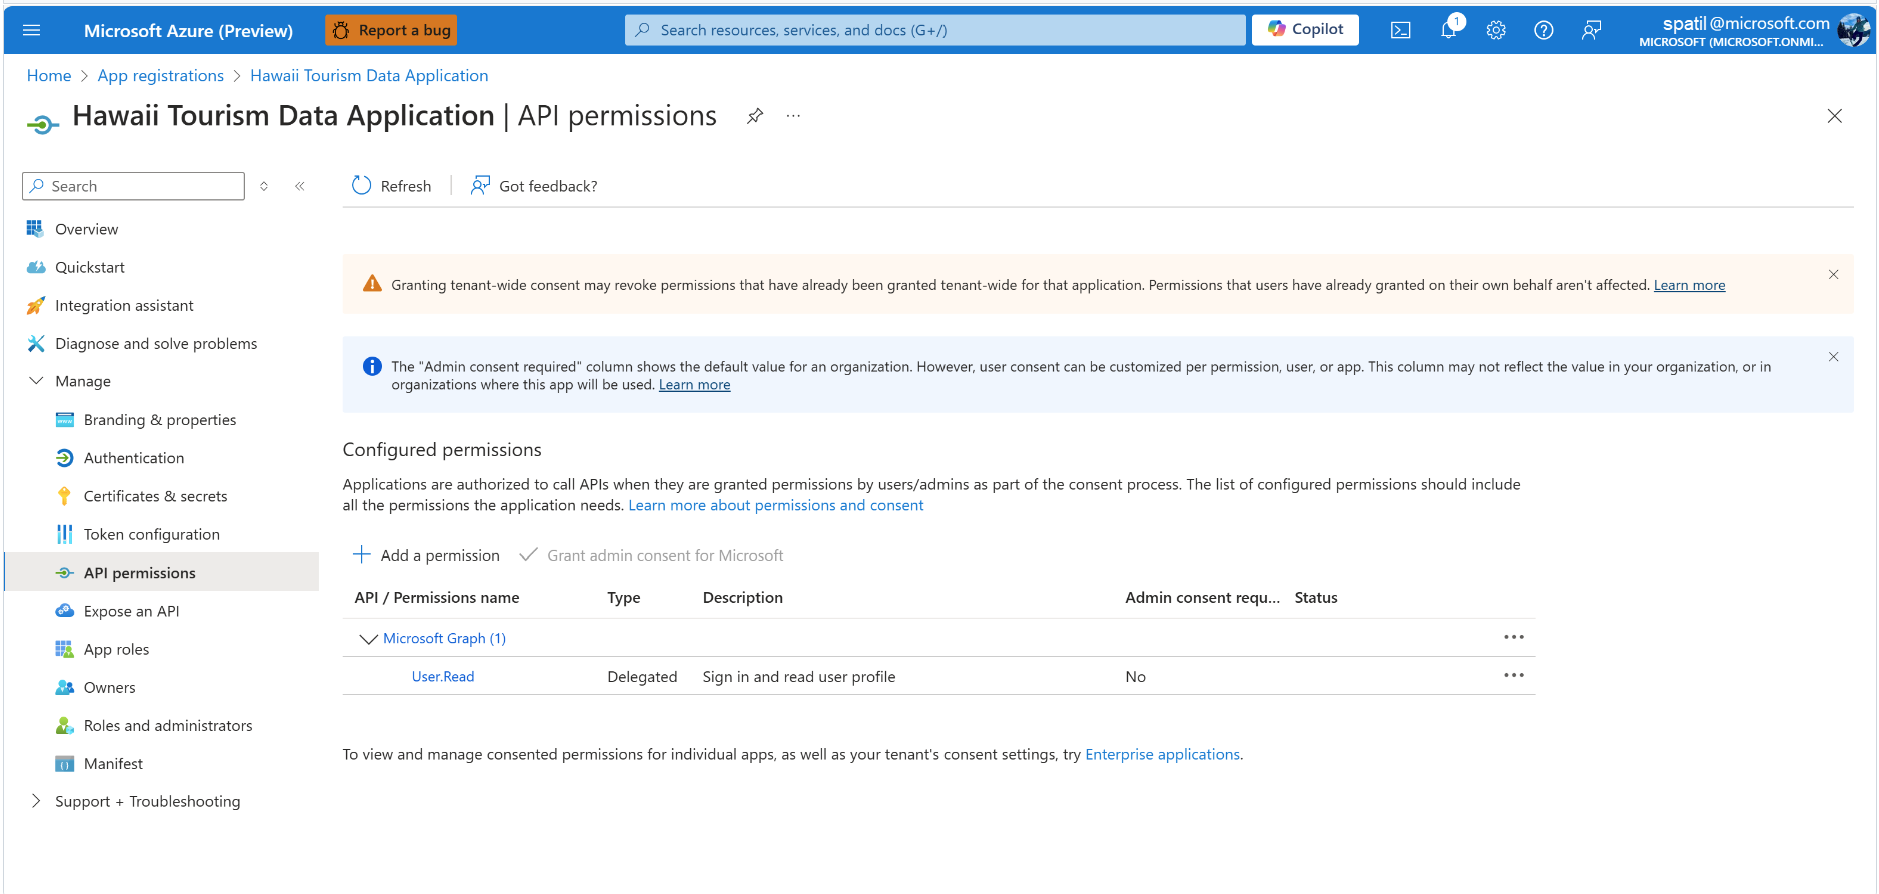 Microsoft Azure (Preview)
Report a bug
Search resources, services, and docs (G+/)
Copilot
1
spatil@microsoft.com
MICROSOFT (MICROSOFT.ONMI...
Home > App registrations > Hawaii Tourism Data Application
Hawaii Tourism Data Application | API permissions
Search
Refresh
Got feedback?
Overview
Quickstart
Integration assistant
Diagnose and solve problems
Manage
Branding & properties
Authentication
Certificates & secrets
Token configuration
API permissions
Expose an API
App roles
Owners
Roles and administrators
Manifest
Support + Troubleshooting
Granting tenant-wide consent may revoke permissions that have already been granted tenant-wide for that application. Permissions that users have already granted on their own behalf aren't affected. Learn more
The "Admin consent required" column shows the default value for an organization. However, user consent can be customized per permission, user, or app. This column may not reflect the value in your organization, or in
organizations where this app will be used. Learn more
Configured permissions
Applications are authorized to call APIs when they are granted permissions by users/admins as part of the consent process. The list of configured permissions should include
all the permissions the application needs. Learn more about permissions and consent
Add a permission
Grant admin consent for Microsoft
API / Permissions name Type Description Admin consent requ... Status
Microsoft Graph (1)
User.Read Delegated Sign in and read user profile No
To view and manage consented permissions for individual apps, as well as your tenant's consent settings, try Enterprise applications.